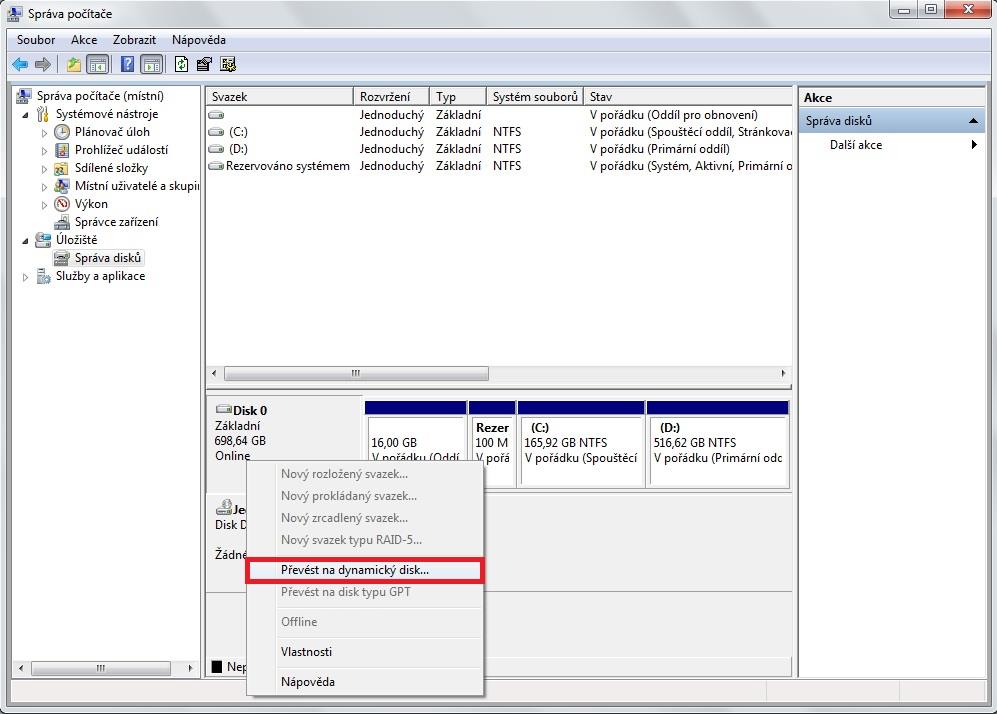 Správa počítače
Soubor Akce Zobrazit Nápověda
Správa počítače (místní)
Systémové nástroje
Plánovač úloh
Prohlížeč událostí
Sdílené složky
Místní uživatelé a skupin
Výkon
Správce zařízení
Úložiště
Správa disků
Služby a aplikace
Svazek Rozvržení Typ Systém souborů Stav
Jednoduchý Základní V pořádku (Oddíl pro obnovení)
(C:) Jednoduchý Základní NTFS V pořádku (Spouštěcí oddíl, Stránkova
(D:) Jednoduchý Základní NTFS V pořádku (Primární oddíl)
Rezervováno systémem Jednoduchý Základní NTFS V pořádku (Systém, Aktivní, Primární o
Akce
Správa disků
Další akce
Disk 0
Základní
698,64 GB
Online
16,00 GB
V pořádku (Oddí
Rezer
100 M
V pořá
(C:)
165,92 GB NTFS
V pořádku (Spouštěcí
(D:)
516,62 GB NTFS
V pořádku (Primární odd
Je
Disk D
Žádné
Nep
Nový rozložený svazek...
Nový prokládaný svazek...
Nový zrcadlený svazek...
Nový svazek typu RAID-5...
Převést na dynamický disk...
Převést na disk typu GPT
Offline
Vlastnosti
Nápověda